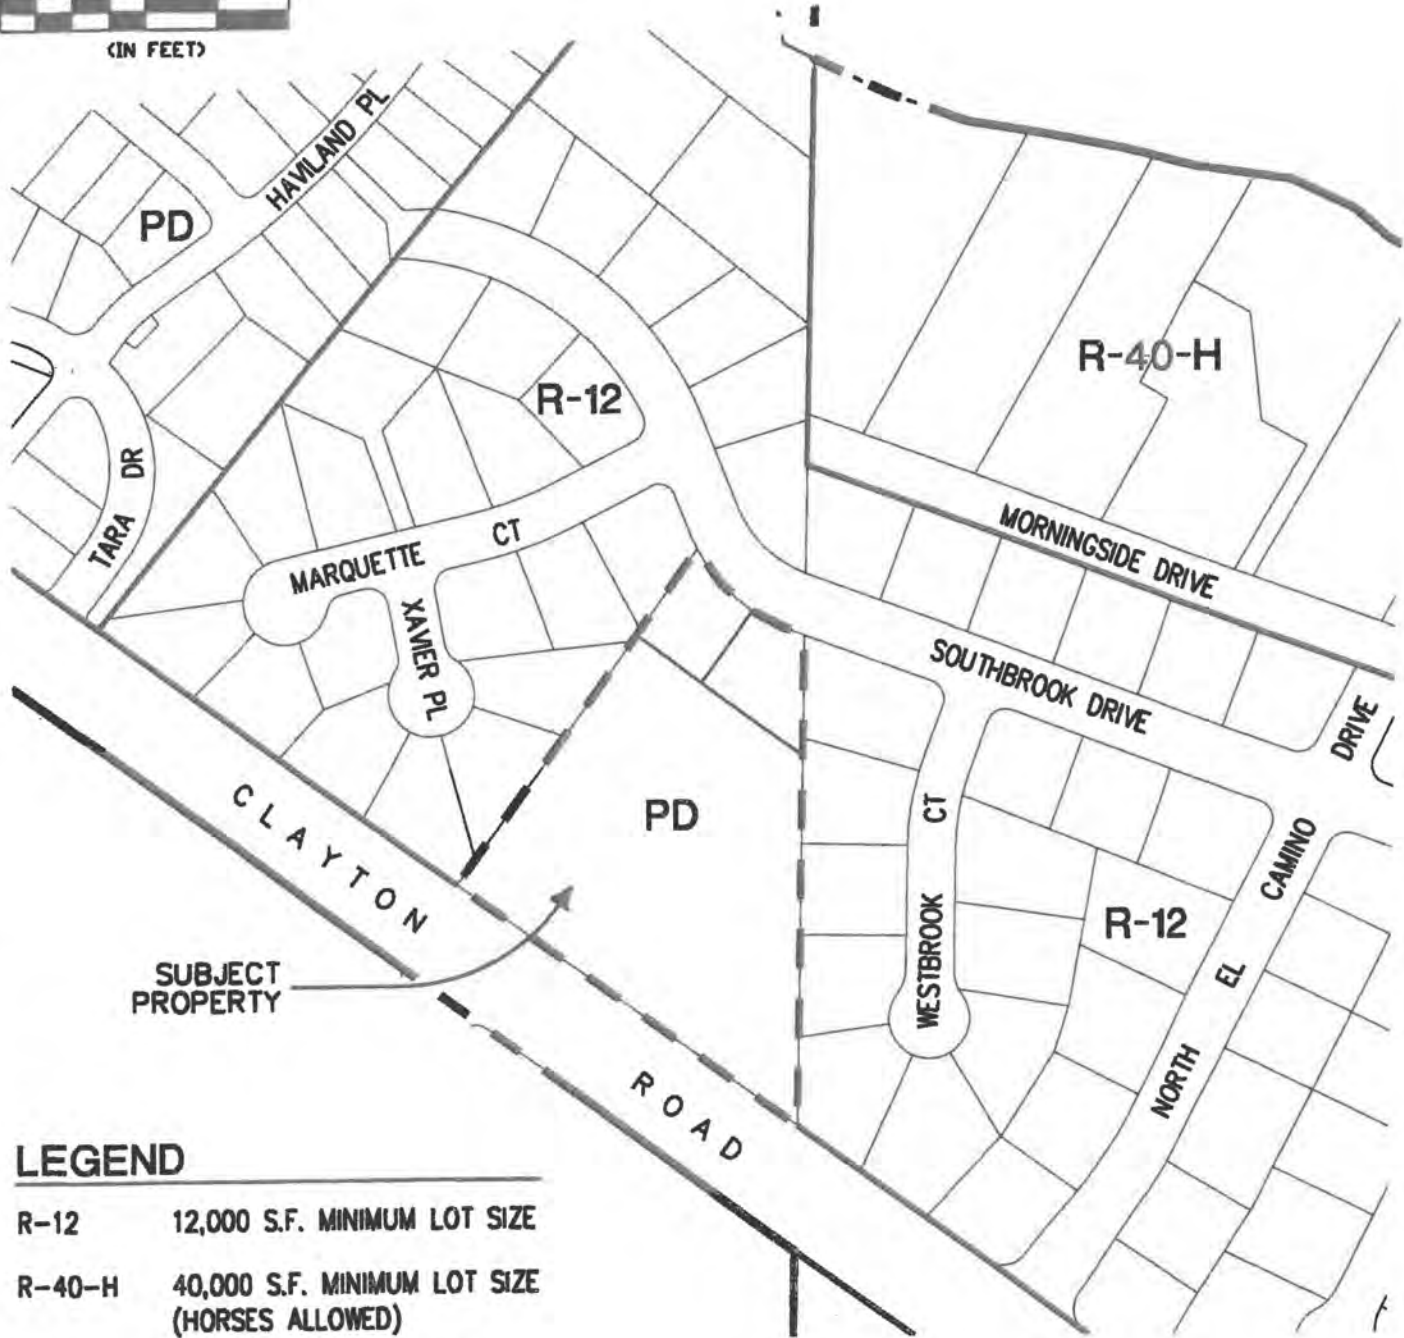 (IN FEET)
HAVILAND PL
PD
R-40-H
R-12
TARA DR
MORNINGSIDE DRIVE
MARQUETTE CT
XAVIER PL
SOUTHBROOK DRIVE
DRIVE
PD
CLAYTON
WESTBROOK CT
NORTH EL CAMINO
R-12
SUBJECT
PROPERTY
ROAD
LEGEND
R-12 12,000 S.F. MINIMUM LOT SIZE
R-40-H 40,000 S.F. MINIMUM LOT SIZE
(HORSES ALLOWED)